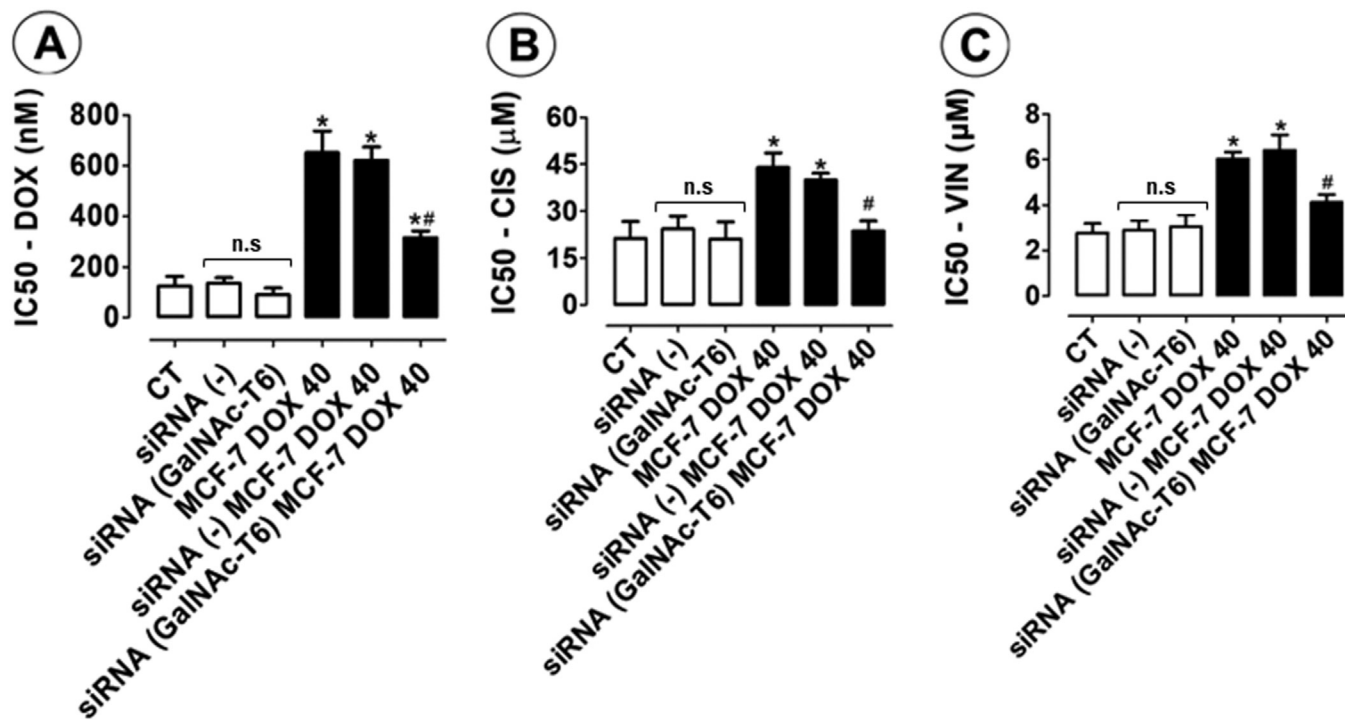 A
IC50 - DOX (nM)
800
600
400
200
0
n.s
*
*
*#
CT
siRNA (-)
siRNA (GalNAc-T6)
MCF-7 DOX 40
siRNA (-) MCF-7 DOX 40
siRNA (GalNAc-T6) MCF-7 DOX 40
B
IC50 - CIS (μM)
60
45
30
15
0
n.s
*
*
#
CT
siRNA (-)
siRNA (GalNAc-T6)
MCF-7 DOX 40
siRNA (-) MCF-7 DOX 40
siRNA (GalNAc-T6) MCF-7 DOX 40
C
IC50 - VIN (μM)
8
6
4
2
0
n.s
*
*
#
CT
siRNA (-)
siRNA (GalNAc-T6)
MCF-7 DOX 40
siRNA (-) MCF-7 DOX 40
siRNA (GalNAc-T6) MCF-7 DOX 40